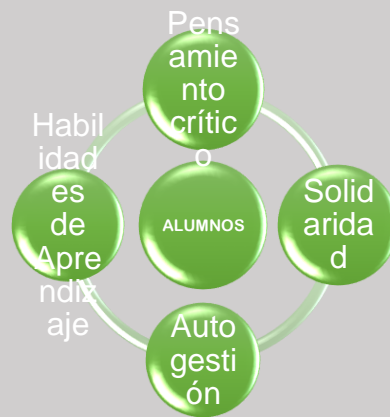 Pens
amie
nto
crític
o
Habil
idad
es
de
Apre
ndiz
aje
ALUMNOS
Solid
arida
d
Auto
gesti
ón